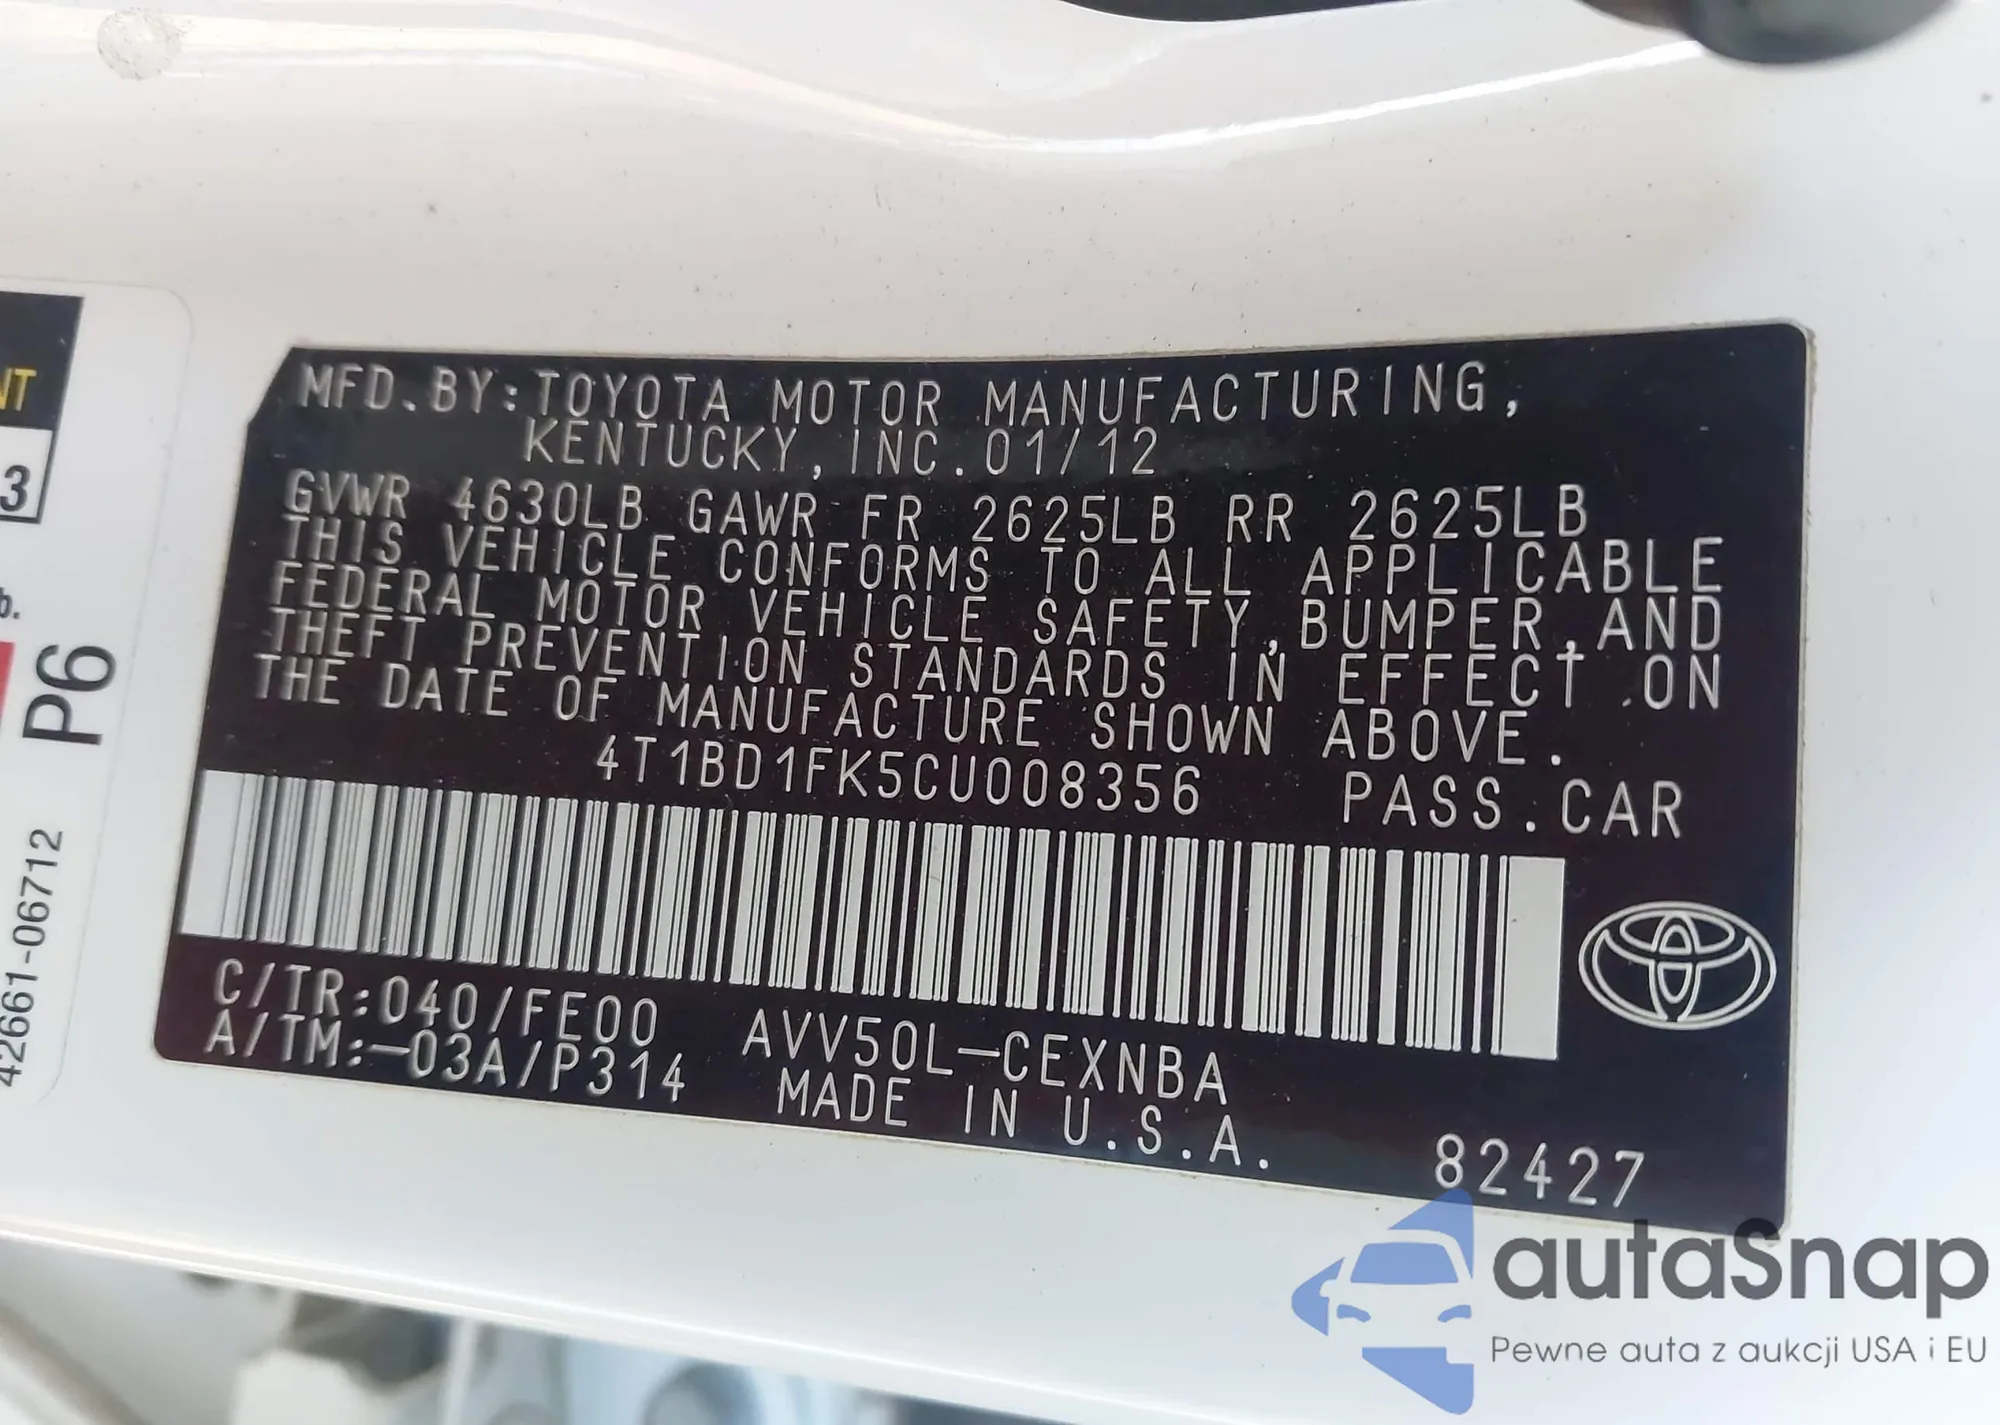 MFD.BY:TOYOTA MOTOR MANUFACTURING,
KENTUCKY, INC.01/12
GVWR 4630LB GAWR FR 2625LB RR 2625LB
THIS VEHICLE CONFORMS TO ALL APPLICABLE
FEDERAL MOTOR VEHICLE SAFETY,BUMPER,AND
THEFT PREVENTION STANDARDS IN EFFECT ON
THE DATE OF MANUFACTURE SHOWN ABOVE.
4T1BD1FK5CU008356 PASS.CAR
C/TR:040/FE00 AVV50L-CEXNBA
A/TM:-03A/P314 MADE IN U.S.A.
82427
NT
3
b.
P6
42661-06712
autaSnap
Pewne auta z aukcji USA i EU